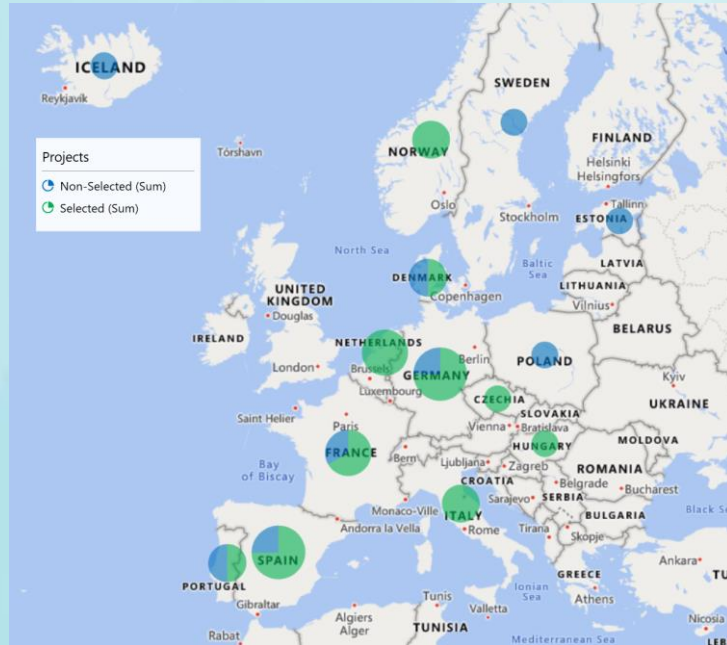 ICELAND
Reykjavik
SWEDEN
FINLAND
Tórshavn
NORWAY
Helsinki
Helsingfors
Projects
Non-Selected (Sum)
Selected (Sum)
Oslo
Stockholm
Tallinn
ESTONIA
North Sea
Baltic
Sea
LATVIA
DENMARK
LITHUANIA
Copenhagen
Vilnius
UNITED
KINGDOM
Douglas
BELARUS
IRELAND
NETHERLANDS
Berlin
POLAND
London
Brussels
GERMANY
Luxembourg
Kyiv
CZECHIA
UKRAINE
SLOVAKIA
Saint Helier
Paris
Vienna
Bratislava
MOLDOVA
HUNGARY
FRANCE
Bern
Ljubljana
Zagreb
ROMANIA
Bay
of Biscay
CROATIA
Belgrade
Bucharest
Sarajevo
SERBIA
Monaco-Ville
ITALY
BULGARIA
Black S
Andorra la Vella
Rome
Tirana
Skopje
SPAIN
Ankara
PORTUGAL
GREECE
TU
Ionian
Sea
Athens
Gibraltar
Algiers
Alger
Tunis
Valletta
Nicosia
Rabat
TUNISIA
Mediterranean Sea
LEB